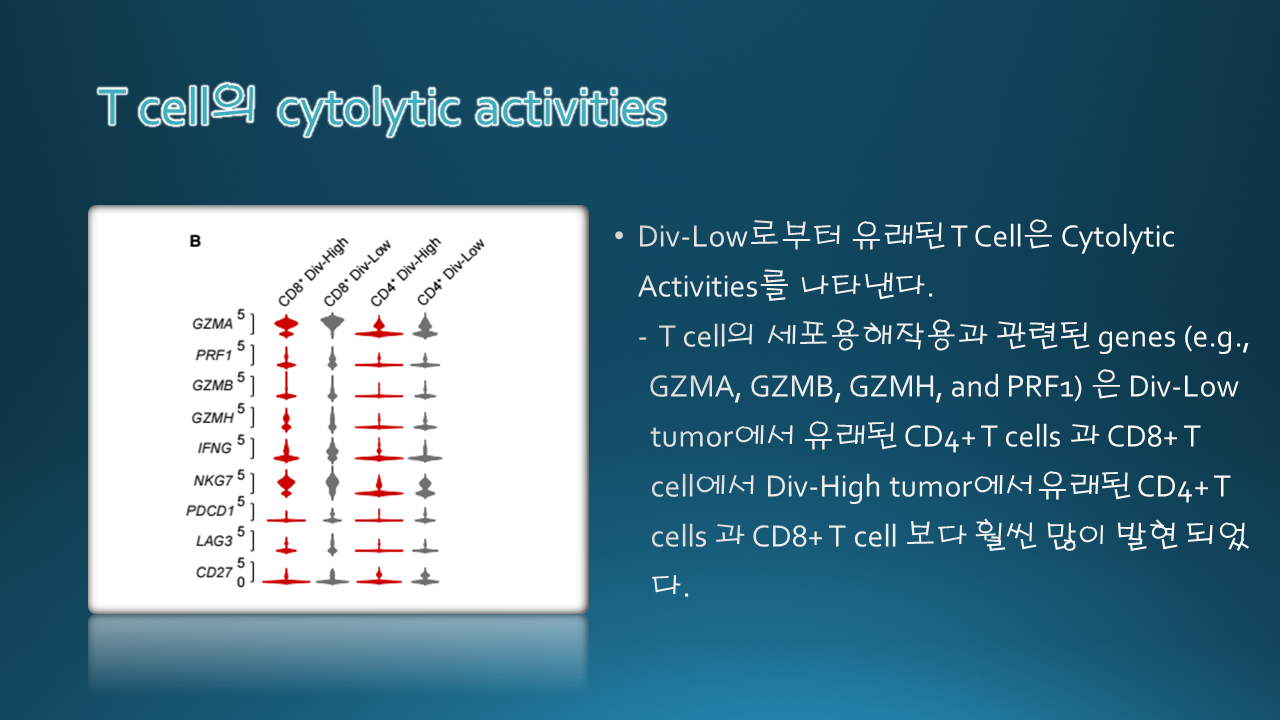 T cell의 cytolytic activities
B
CD8⁺ Div-High
CD8⁺ Div-Low
CD4⁺ Div-High
CD4⁺ Div-Low
GZMA 5
PRF1 5
GZMB 5
GZMH 5
IFNG 5
NKG7 5
PDCD1 5
LAG3 5
CD27 5
0
• Div-Low로부터 유래된 T Cell은 Cytolytic
Activities를 나타낸다.
- T cell의 세포용해작용과 관련된 genes (e.g.,
GZMA, GZMB, GZMH, and PRF1) 은 Div-Low
tumor에서 유래된 CD4+ T cells 과 CD8+ T
cell에서 Div-High tumor에서유래된 CD4+ T
cells 과 CD8+ T cell 보다 훨씬 많이 발현 되었
다.